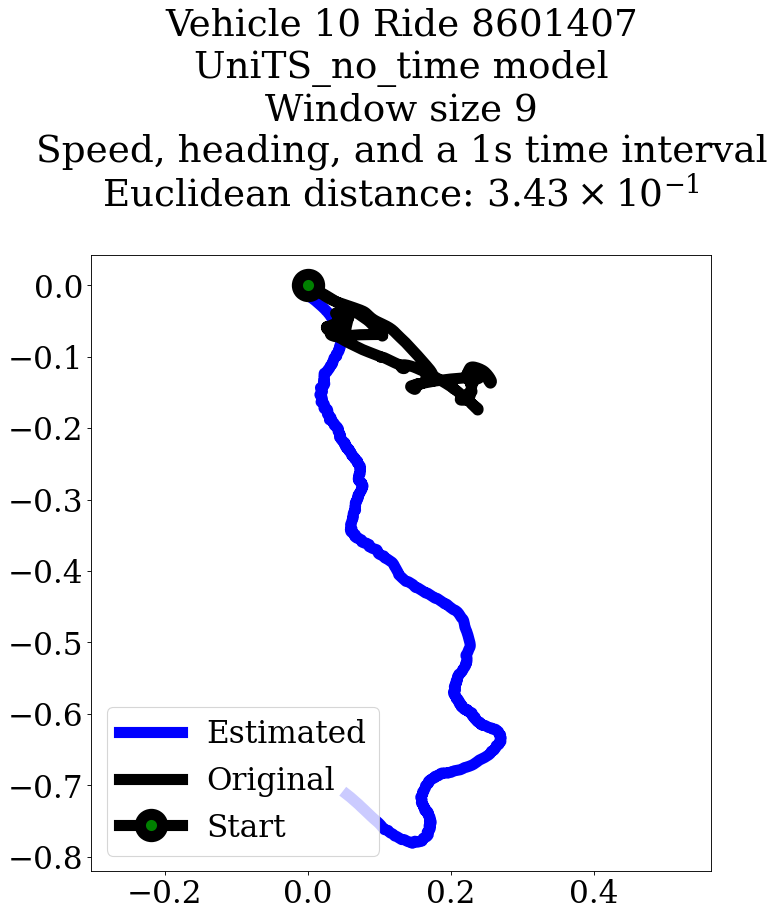 Vehicle 10 Ride 8601407
UniTS_no_time model
Window size 9
Speed, heading, and a 1s time interval
Euclidean distance: 3.43 × 10⁻¹
0.0
−0.1
−0.2
−0.3
−0.4
−0.5
−0.6
−0.7
−0.8
Estimated
Original
Start
−0.2 0.0 0.2 0.4